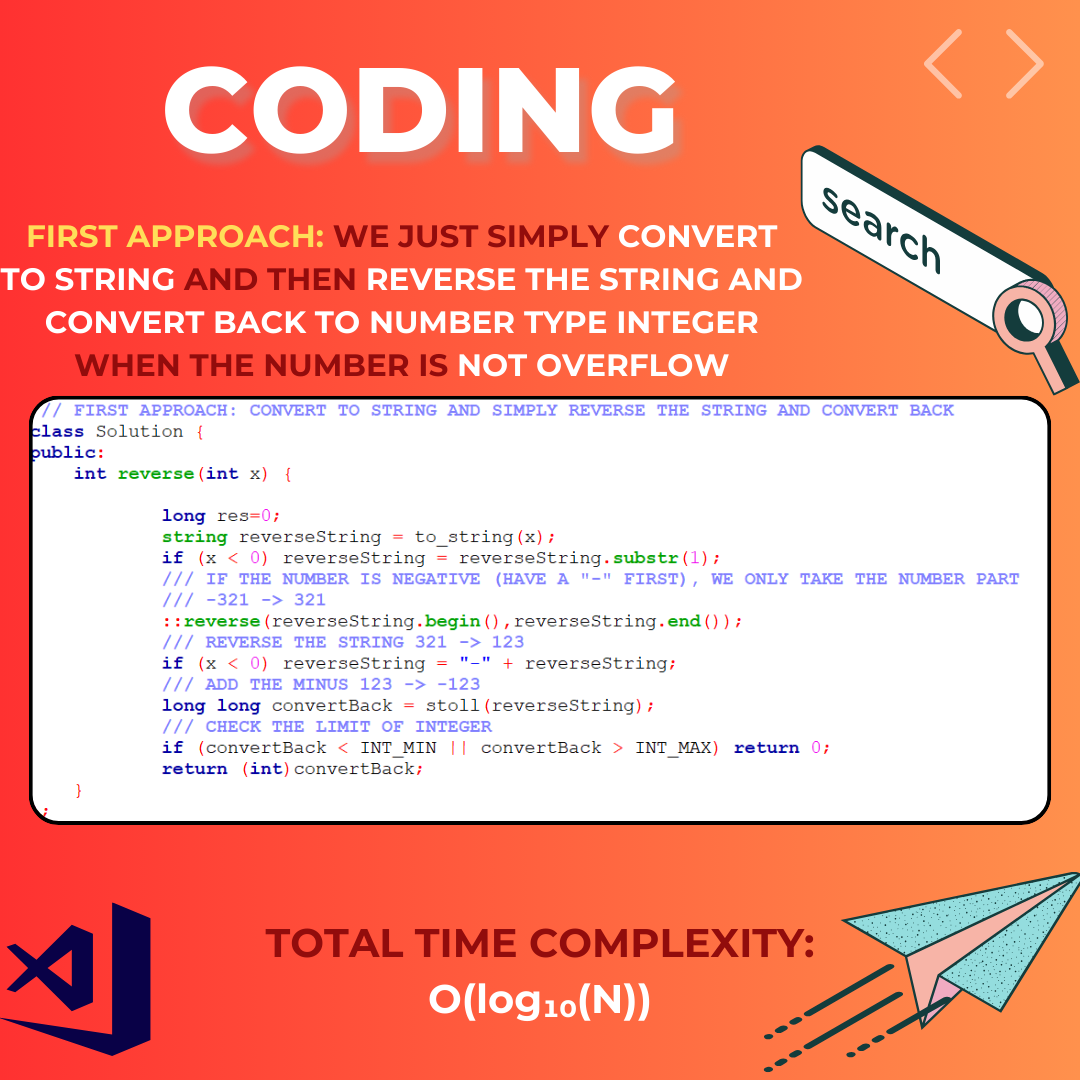 CODING
search
FIRST APPROACH: WE JUST SIMPLY CONVERT
TO STRING AND THEN REVERSE THE STRING AND
CONVERT BACK TO NUMBER TYPE INTEGER
WHEN THE NUMBER IS NOT OVERFLOW
// FIRST APPROACH: CONVERT TO STRING AND SIMPLY REVERSE THE STRING AND CONVERT BACK
class Solution {
public:
    int reverse(int x) {
            long res=0;
            string reverseString = to_string(x);
            if (x < 0) reverseString = reverseString.substr(1);
            /// IF THE NUMBER IS NEGATIVE (HAVE A "-" FIRST), WE ONLY TAKE THE NUMBER PART
            /// -321 -> 321
            ::reverse(reverseString.begin(),reverseString.end());
            /// REVERSE THE STRING 321 -> 123
            if (x < 0) reverseString = "-" + reverseString;
            /// ADD THE MINUS 123 -> -123
            long long convertBack = stoll(reverseString);
            /// CHECK THE LIMIT OF INTEGER
            if (convertBack < INT_MIN || convertBack > INT_MAX) return 0;
            return (int)convertBack;
    }
;
TOTAL TIME COMPLEXITY:
O(log₁₀(N))